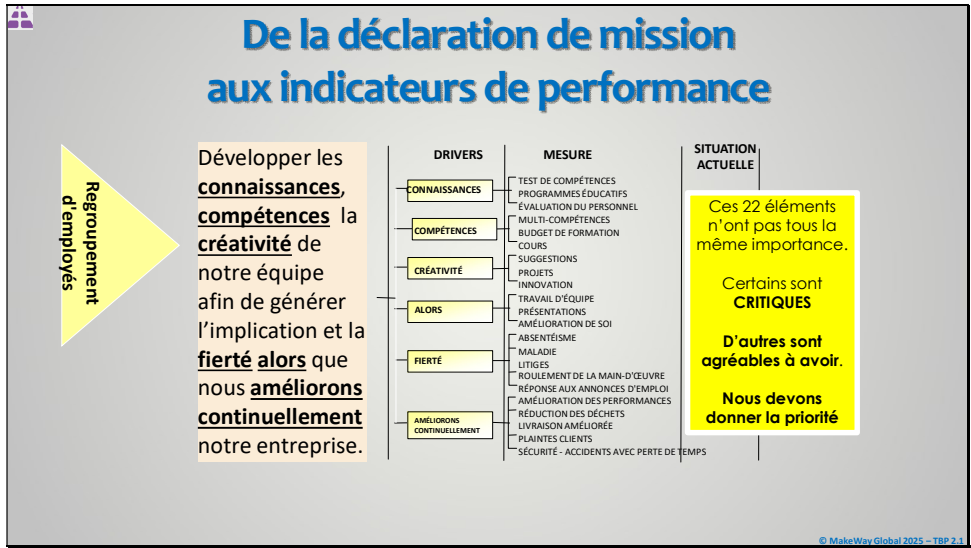 De la déclaration de mission
aux indicateurs de performance
Regroupement
d'employés
Développer les
connaissances,
compétences la
créativité de
notre équipe
afin de générer
l'implication et la
fierté alors que
nous améliorons
continuellement
notre entreprise.
DRIVERS
MESURE
SITUATION
ACTUELLE
CONNAISSANCES
TEST DE COMPÉTENCES
PROGRAMMES ÉDUCATIFS
ÉVALUATION DU PERSONNEL
COMPÉTENCES
MULTI-COMPÉTENCES
BUDGET DE FORMATION
COURS
CRÉATIVITÉ
SUGGESTIONS
PROJETS
INNOVATION
ALORS
TRAVAIL D'ÉQUIPE
PRÉSENTATIONS
AMÉLIORATION DE SOI
FIERTÉ
ABSENTÉISME
MALADIE
LITIGES
ROULEMENT DE LA MAIN-D'ŒUVRE
RÉPONSE AUX ANNONCES D'EMPLOI
AMÉLIORONS
CONTINUELLEMENT
AMÉLIORATION DES PERFORMANCES
RÉDUCTION DES DÉCHETS
LIVRAISON AMÉLIORÉE
PLAINTES CLIENTS
SÉCURITÉ - ACCIDENTS AVEC PERTE DE TEMPS
Ces 22 éléments
n'ont pas tous la
même importance.
Certains sont
CRITIQUES
D'autres sont
agréables à avoir.
Nous devons
donner la priorité
© MakeWay Global 2025 – TBP 2.1